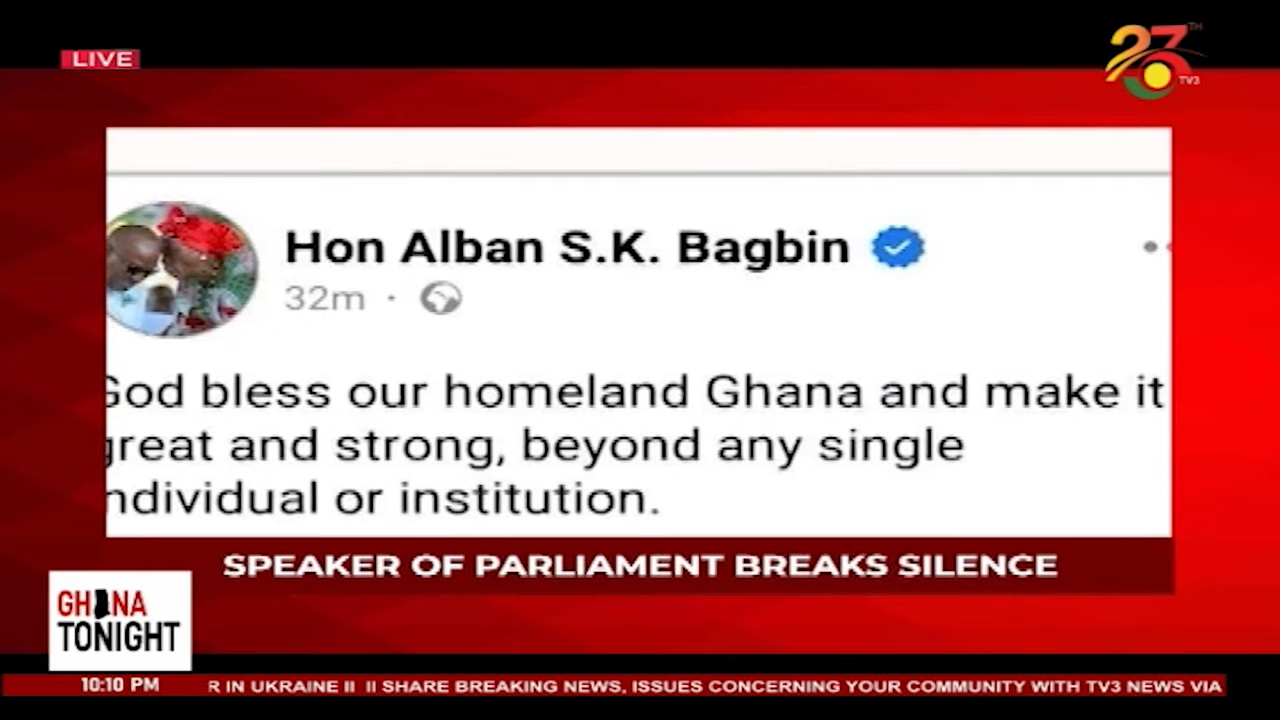 LIVE
23TH
TV3
Hon Alban S.K. Bagbin
32m ·
God bless our homeland Ghana and make it
great and strong, beyond any single
ndividual or institution.
SPEAKER OF PARLIAMENT BREAKS SILENCE
GHANA
TONIGHT
10:10 PM R IN UKRAINE II II SHARE BREAKING NEWS, ISSUES CONCERNING YOUR COMMUNITY WITH TV3 NEWS VIA